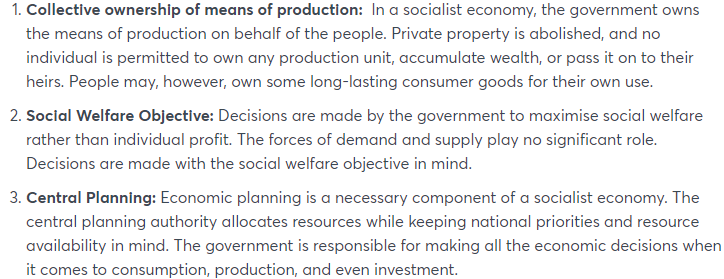 1. Collective ownership of means of production: In a socialist economy, the government owns
the means of production on behalf of the people. Private property is abolished, and no
individual is permitted to own any production unit, accumulate wealth, or pass it on to their
heirs. People may, however, own some long-lasting consumer goods for their own use.
2. Social Welfare Objective: Decisions are made by the government to maximise social welfare
rather than individual profit. The forces of demand and supply play no significant role.
Decisions are made with the social welfare objective in mind.
3. Central Planning: Economic planning is a necessary component of a socialist economy. The
central planning authority allocates resources while keeping national priorities and resource
availability in mind. The government is responsible for making all the economic decisions when
it comes to consumption, production, and even investment.